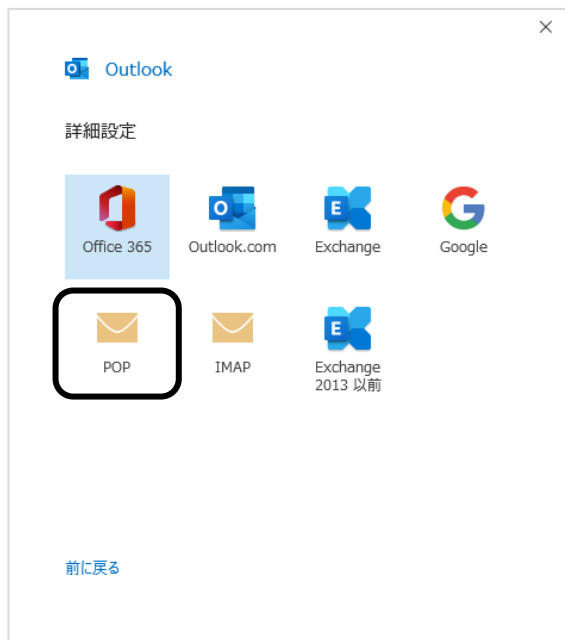 Outlook
詳細設定
Office 365
Outlook.com
Exchange
Google
POP
IMAP
Exchange
2013 以前
前に戻る